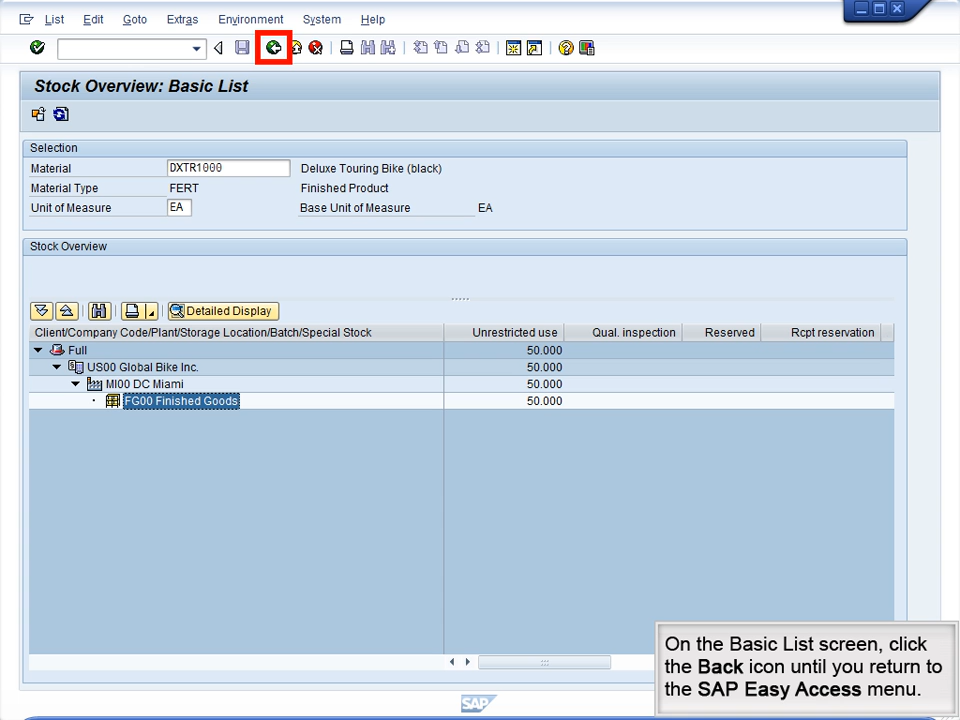 List Edit Goto Extras Environment System Help
Stock Overview: Basic List
Selection
Material DXTR1000 Deluxe Touring Bike (black)
Material Type FERT Finished Product
Unit of Measure EA Base Unit of Measure EA
Stock Overview
Detailed Display
Client/Company Code/Plant/Storage Location/Batch/Special Stock Unrestricted use Qual. inspection Reserved Rcpt reservation
Full 50.000
US00 Global Bike Inc. 50.000
MI00 DC Miami 50.000
FG00 Finished Goods 50.000
On the Basic List screen, click
the Back icon until you return to
the SAP Easy Access menu.
SAP